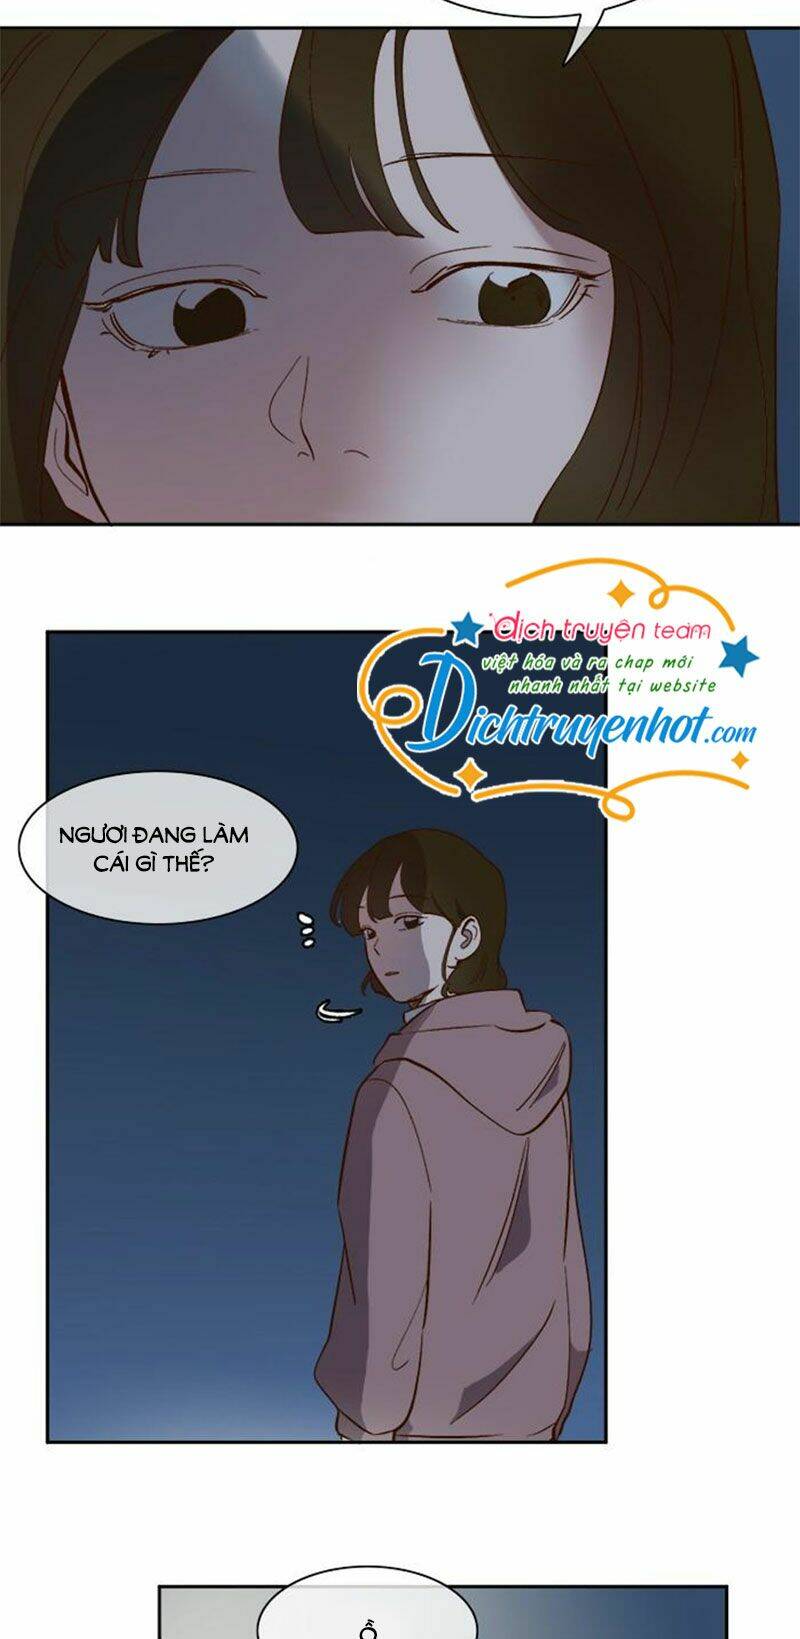 dịch truyện team
việt hóa và ra chap mới
nhanh nhất tại website
Dichtruyenhot.com
NGƯƠI ĐANG LÀM
CÁI GÌ THẾ?
Ồ